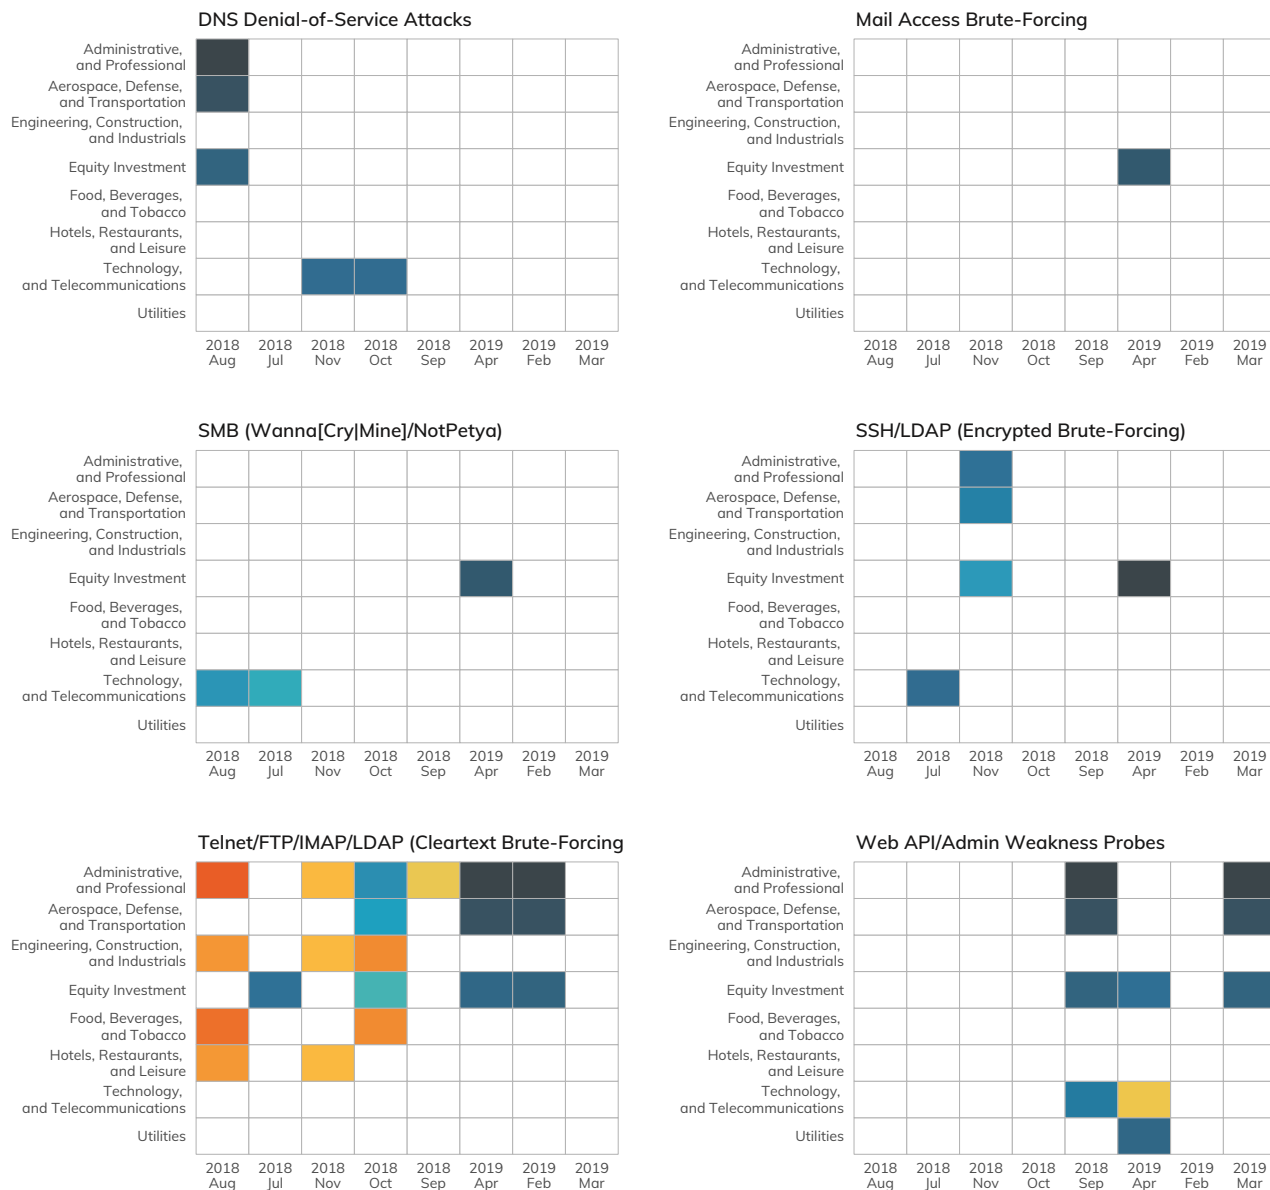 DNS Denial-of-Service Attacks
Administrative,
and Professional
Aerospace, Defense,
and Transportation
Engineering, Construction,
and Industrials
Equity Investment
Food, Beverages,
and Tobacco
Hotels, Restaurants,
and Leisure
Technology,
and Telecommunications
Utilities
2018 2018 2018 2018 2018 2019 2019 2019
Aug Jul Nov Oct Sep Apr Feb Mar
Mail Access Brute-Forcing
Administrative,
and Professional
Aerospace, Defense,
and Transportation
Engineering, Construction,
and Industrials
Equity Investment
Food, Beverages,
and Tobacco
Hotels, Restaurants,
and Leisure
Technology,
and Telecommunications
Utilities
2018 2018 2018 2018 2018 2019 2019 2019
Aug Jul Nov Oct Sep Apr Feb Mar
SMB (Wanna[Cry|Mine]/NotPetya)
Administrative,
and Professional
Aerospace, Defense,
and Transportation
Engineering, Construction,
and Industrials
Equity Investment
Food, Beverages,
and Tobacco
Hotels, Restaurants,
and Leisure
Technology,
and Telecommunications
Utilities
2018 2018 2018 2018 2018 2019 2019 2019
Aug Jul Nov Oct Sep Apr Feb Mar
SSH/LDAP (Encrypted Brute-Forcing)
Administrative,
and Professional
Aerospace, Defense,
and Transportation
Engineering, Construction,
and Industrials
Equity Investment
Food, Beverages,
and Tobacco
Hotels, Restaurants,
and Leisure
Technology,
and Telecommunications
Utilities
2018 2018 2018 2018 2018 2019 2019 2019
Aug Jul Nov Oct Sep Apr Feb Mar
Telnet/FTP/IMAP/LDAP (Cleartext Brute-Forcing
Administrative,
and Professional
Aerospace, Defense,
and Transportation
Engineering, Construction,
and Industrials
Equity Investment
Food, Beverages,
and Tobacco
Hotels, Restaurants,
and Leisure
Technology,
and Telecommunications
Utilities
2018 2018 2018 2018 2018 2019 2019 2019
Aug Jul Nov Oct Sep Apr Feb Mar
Web API/Admin Weakness Probes
Administrative,
and Professional
Aerospace, Defense,
and Transportation
Engineering, Construction,
and Industrials
Equity Investment
Food, Beverages,
and Tobacco
Hotels, Restaurants,
and Leisure
Technology,
and Telecommunications
Utilities
2018 2018 2018 2018 2018 2019 2019 2019
Aug Jul Nov Oct Sep Apr Feb Mar